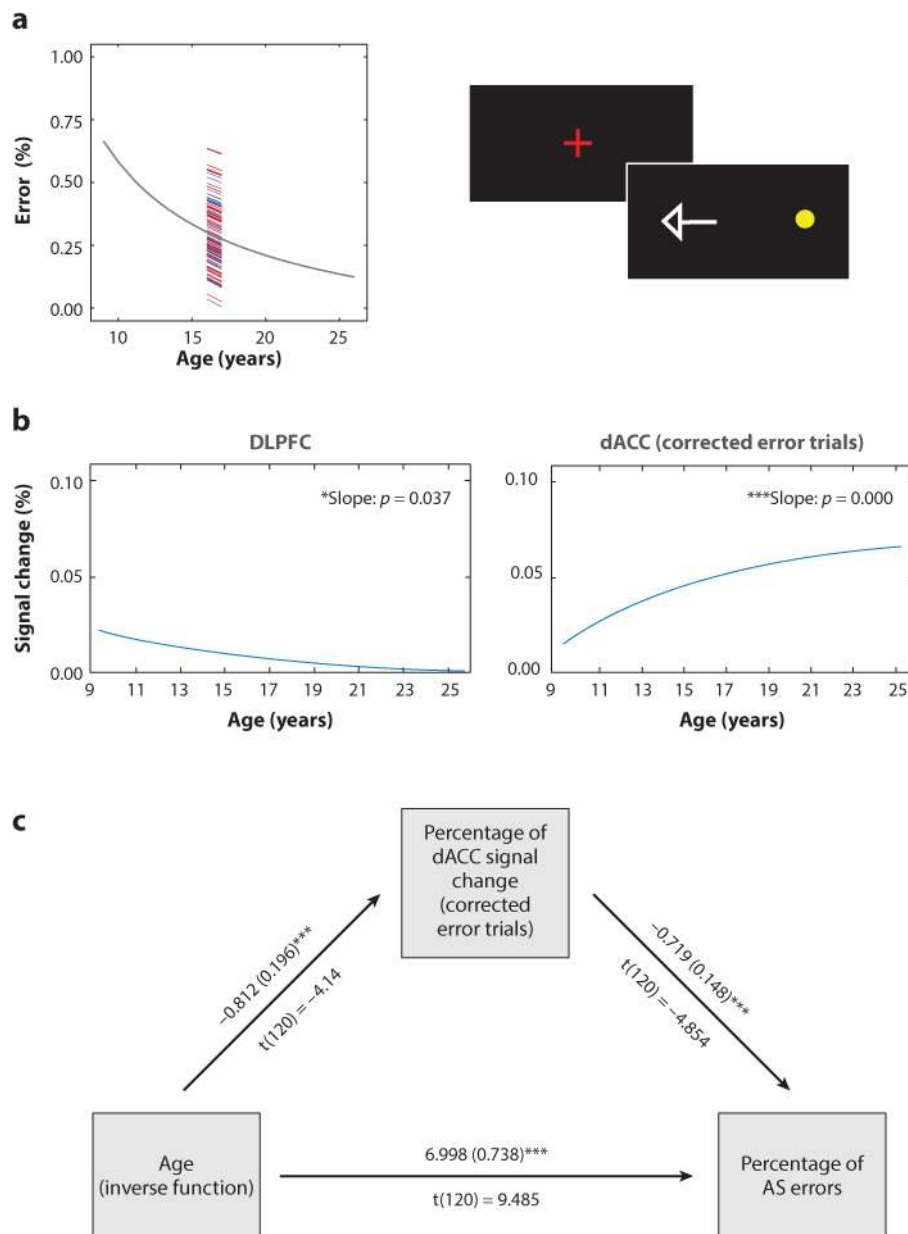 a
1.00
0.75
0.50
0.25
0.00
Error (%)
10 15 20 25
Age (years)
b
DLPFC
0.10
0.05
0.00
Signal change (%)
*Slope: p = 0.037
9 11 13 15 17 19 21 23 25
Age (years)
dACC (corrected error trials)
0.10
0.05
0.00
***Slope: p = 0.000
9 11 13 15 17 19 21 23 25
Age (years)
c
Percentage of
dACC signal
change
(corrected
error trials)
−0.812 (0.196)***
t(120) = −4.14
−0.719 (0.148)***
t(120) = −4.854
Age
(inverse function)
6.998 (0.738)***
t(120) = 9.485
Percentage of
AS errors